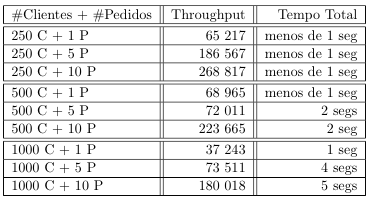 #Clientes + #Pedidos Throughput Tempo Total
250 C + 1 P 65 217 menos de 1 seg
250 C + 5 P 186 567 menos de 1 seg
250 C + 10 P 268 817 menos de 1 seg
500 C + 1 P 68 965 menos de 1 seg
500 C + 5 P 72 011 2 segs
500 C + 10 P 223 665 2 seg
1000 C + 1 P 37 243 1 seg
1000 C + 5 P 73 511 4 segs
1000 C + 10 P 180 018 5 segs